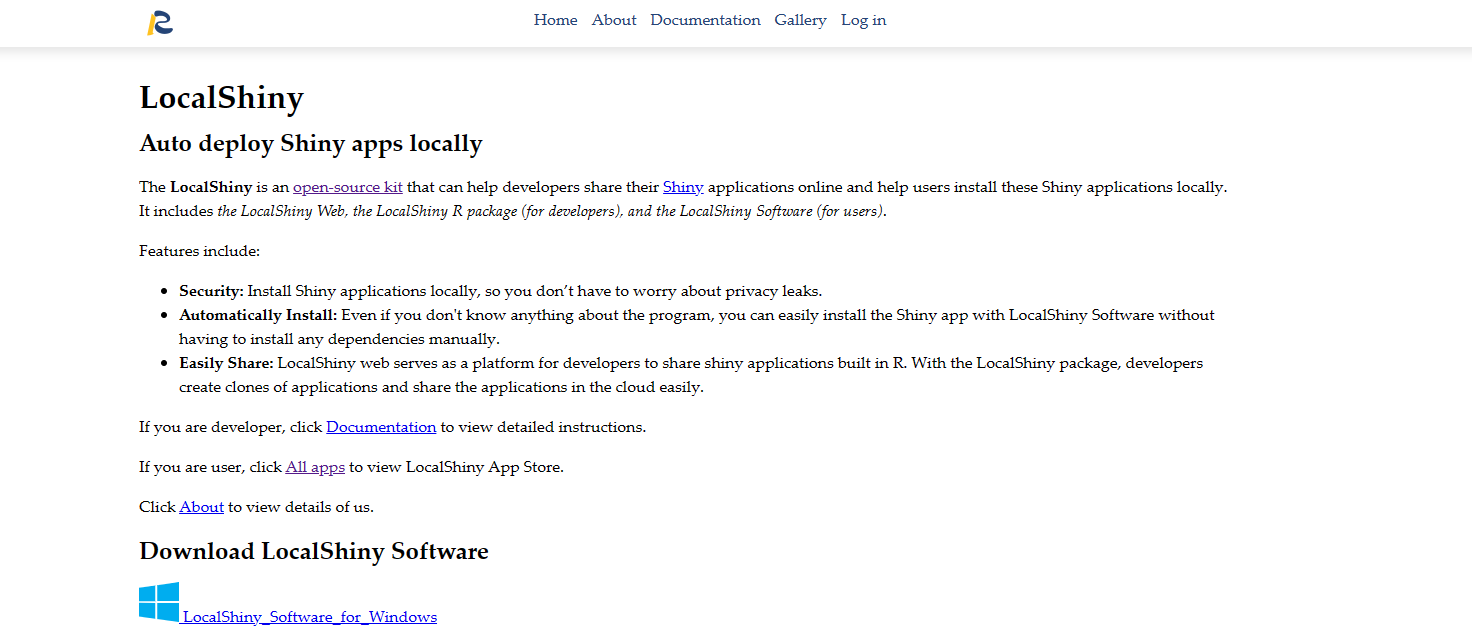 Home About Documentation Gallery Log in
LocalShiny
Auto deploy Shiny apps locally
The LocalShiny is an open-source kit that can help developers share their Shiny applications online and help users install these Shiny applications locally.
It includes the LocalShiny Web, the LocalShiny R package (for developers), and the LocalShiny Software (for users).
Features include:
• Security: Install Shiny applications locally, so you don’t have to worry about privacy leaks.
• Automatically Install: Even if you don't know anything about the program, you can easily install the Shiny app with LocalShiny Software without
having to install any dependencies manually.
• Easily Share: LocalShiny web serves as a platform for developers to share shiny applications built in R. With the LocalShiny package, developers
create clones of applications and share the applications in the cloud easily.
If you are developer, click Documentation to view detailed instructions.
If you are user, click All apps to view LocalShiny App Store.
Click About to view details of us.
Download LocalShiny Software
LocalShiny_Software_for_Windows